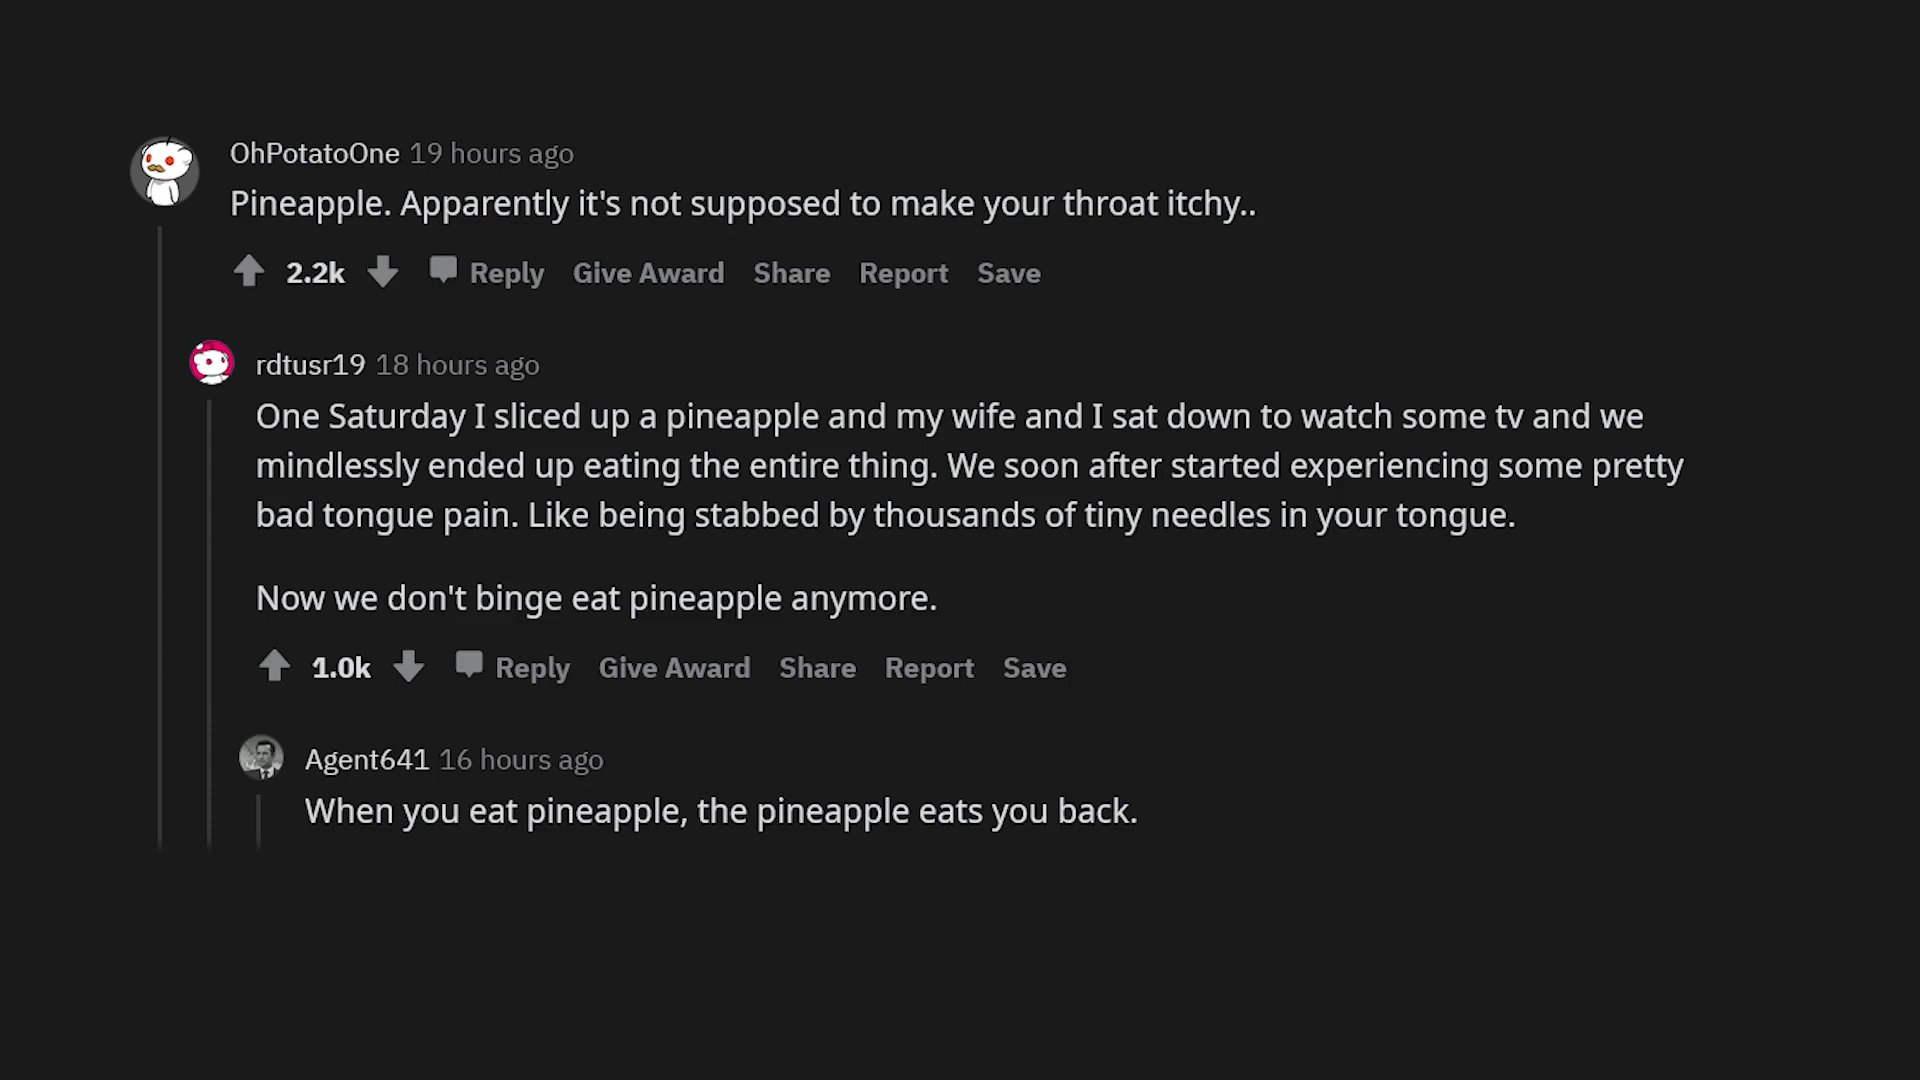 OhPotatoOne 19 hours ago
Pineapple. Apparently it's not supposed to make your throat itchy..
2.2k Reply Give Award Share Report Save
rdtusr19 18 hours ago
One Saturday I sliced up a pineapple and my wife and I sat down to watch some tv and we
mindlessly ended up eating the entire thing. We soon after started experiencing some pretty
bad tongue pain. Like being stabbed by thousands of tiny needles in your tongue.
Now we don't binge eat pineapple anymore.
1.0k Reply Give Award Share Report Save
Agent641 16 hours ago
When you eat pineapple, the pineapple eats you back.